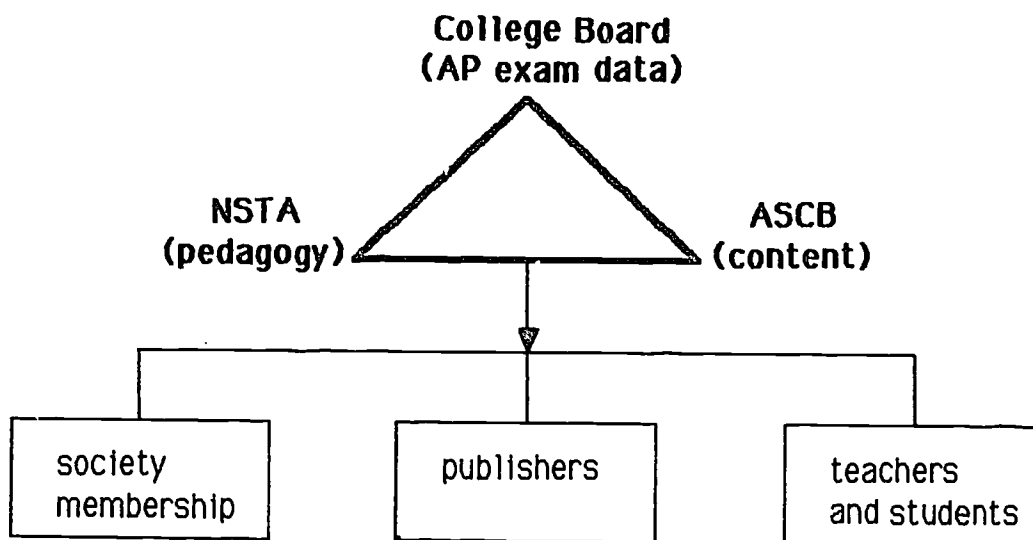 College Board
(AP exam data)
NSTA
(pedagogy)
ASCB
(content)
society
membership
publishers
teachers
and students